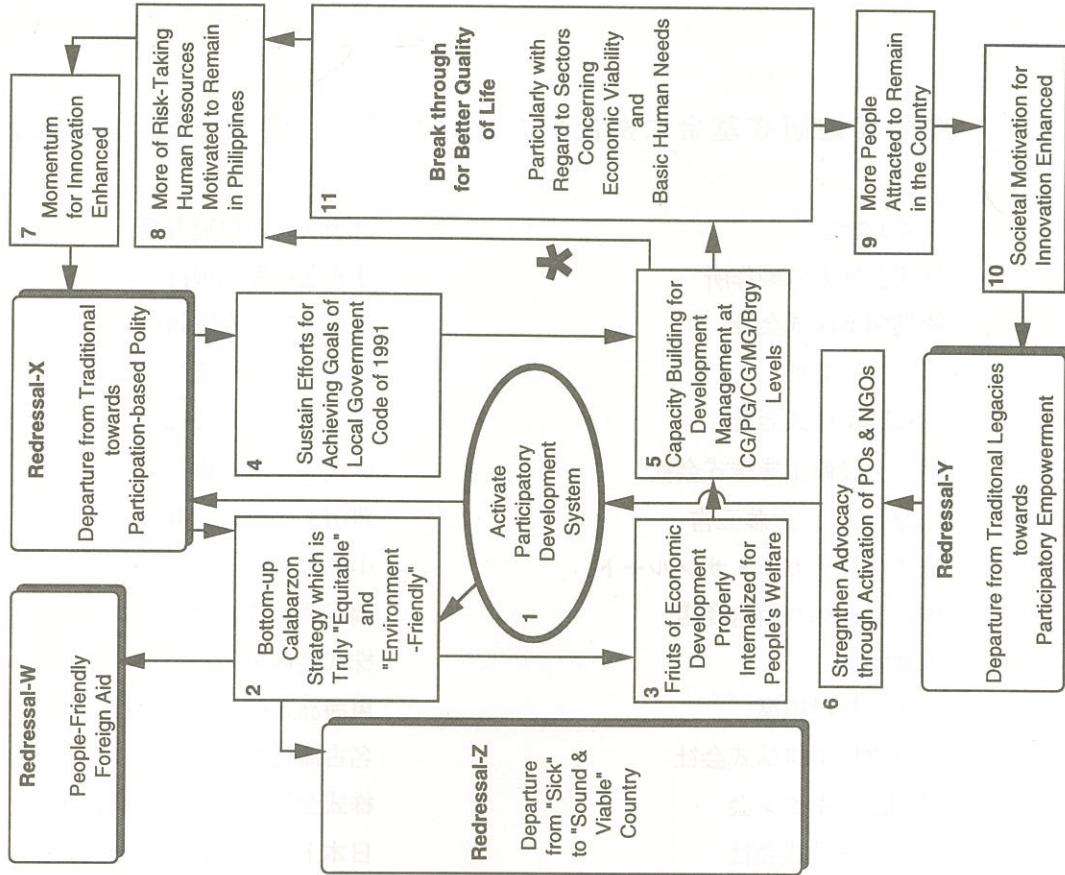 Redressal-W
People-Friendly
Foreign Aid
Redressal-X
Departure from Traditional
towards
Participation-based Polity
7
Momentum
for Innovation
Enhanced
2
Bottom-up
Calabarzon
Strategy which is
Truly "Equitable"
and
"Environment
-Friendly"
4
Sustain Efforts for
Achieving Goals of
Local Government
Code of 1991
8
More of Risk-Taking
Human Resources
Motivated to Remain
in Philippines
Redressal-Z
Departure
from "Sick"
to "Sound &
Viable"
Country
1
Activate
Participatory
Development
System
*
11
Break through
for Better Quality
of Life
Particularly with
Regard to Sectors
Concerning
Economic Viability
and
Basic Human Needs
3
Friuts of Economic
Development
Properly
Internalized for
People's Welfare
5
Capacity Building for
Development
Management at
CG/PG/CG/MG/Brgy
Levels
6
Stregnthen Advocacy
through Activation of POs & NGOs
9
More People
Attracted to Remain
in the Country
Redressal-Y
Departure from Traditional Legacies
towards
Participatory Empowerment
10
Societal Motivation for
Innovation Enhanced